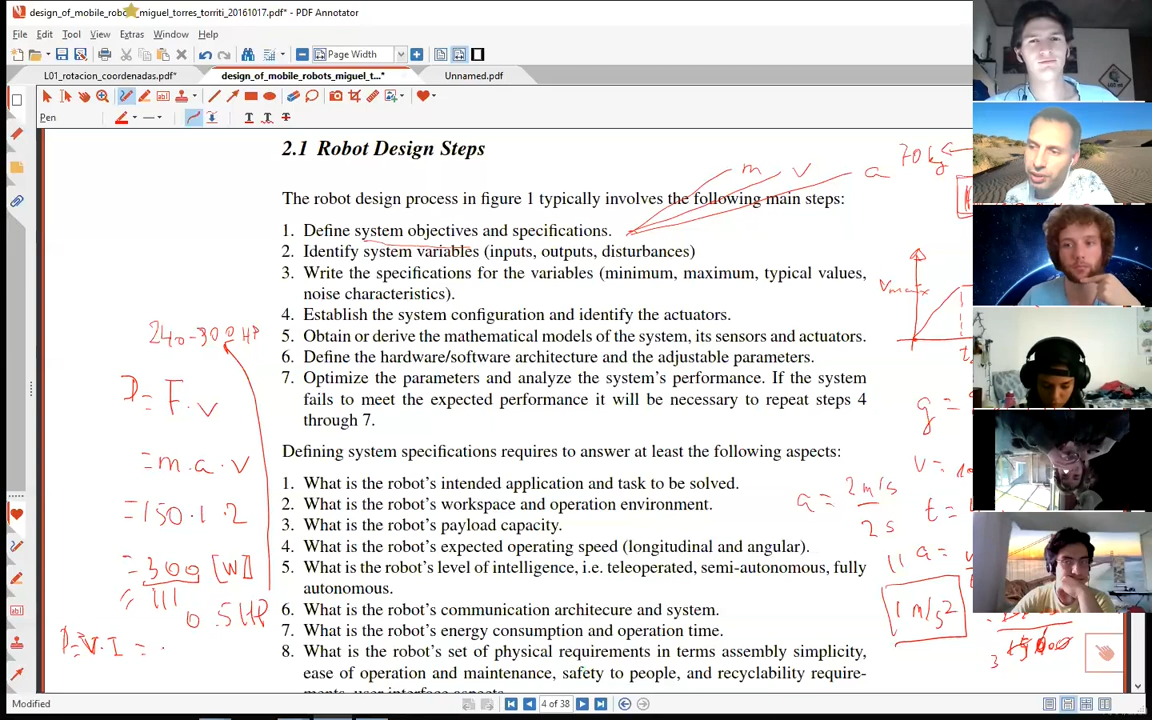 design_of_mobile_robo miguel_torres_torriti_20161017.pdf* - PDF Annotator
File Edit Tool View Extras Window Help
Page Width
L01_rotacion_coordenadas.pdf* design_of_mobile_robots_miguel_t...* Unnamed.pdf
Pen
2.1 Robot Design Steps
m v a 70 kg
The robot design process in figure 1 typically involves the following main steps:
1. Define system objectives and specifications.
2. Identify system variables (inputs, outputs, disturbances)
3. Write the specifications for the variables (minimum, maximum, typical values,
noise characteristics).
Vmax
4. Establish the system configuration and identify the actuators.
240-300 HP
5. Obtain or derive the mathematical models of the system, its sensors and actuators.
6. Define the hardware/software architecture and the adjustable parameters.
7. Optimize the parameters and analyze the system's performance. If the system
fails to meet the expected performance it will be necessary to repeat steps 4
through 7.
P = F . v
g =
Defining system specifications requires to answer at least the following aspects:
= m . a . v
v =
1. What is the robot's intended application and task to be solved.
2. What is the robot's workspace and operation environment.
a = 2 m/s
2 s
t =
= 150 . 1 . 2
3. What is the robot's payload capacity.
4. What is the robot's expected operating speed (longitudinal and angular).
a =
5. What is the robot's level of intelligence, i.e. teleoperated, semi-autonomous, fully
autonomous.
= 300 [W]
0.5 HP
1 m/s²
6. What is the robot's communication architecure and system.
7. What is the robot's energy consumption and operation time.
P = V . I =
8. What is the robot's set of physical requirements in terms assembly simplicity,
ease of operation and maintenance, safety to people, and recyclability require-
ments, user interface aspects
Modified 4 of 38